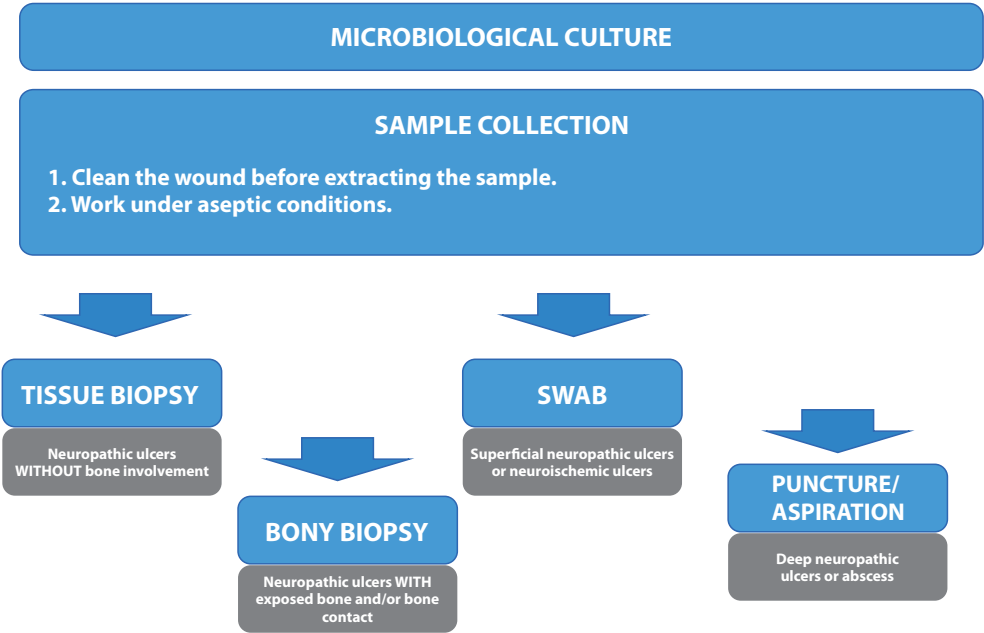 MICROBIOLOGICAL CULTURE
SAMPLE COLLECTION
1. Clean the wound before extracting the sample.
2. Work under aseptic conditions.
TISSUE BIOPSY
Neuropathic ulcers
WITHOUT bone involvement
BONY BIOPSY
Neuropathic ulcers WITH
exposed bone and/or bone
contact
SWAB
Superficial neuropathic ulcers
or neuroischemic ulcers
PUNCTURE/
ASPIRATION
Deep neuropathic
ulcers or abscess